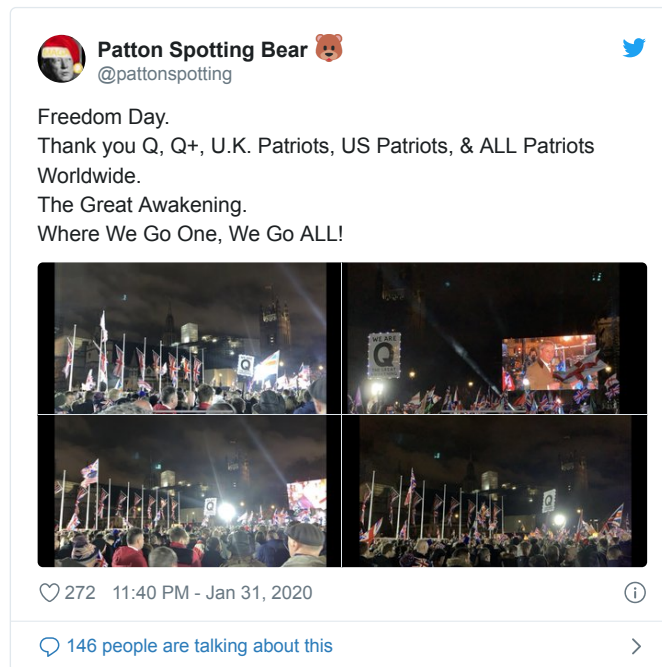 Patton Spotting Bear 🐻
@pattonspotting
Freedom Day.
Thank you Q, Q+, U.K. Patriots, US Patriots, & ALL Patriots
Worldwide.
The Great Awakening.
Where We Go One, We Go ALL!
Q
WE ARE
Q
Q
Q
272 11:40 PM - Jan 31, 2020
146 people are talking about this